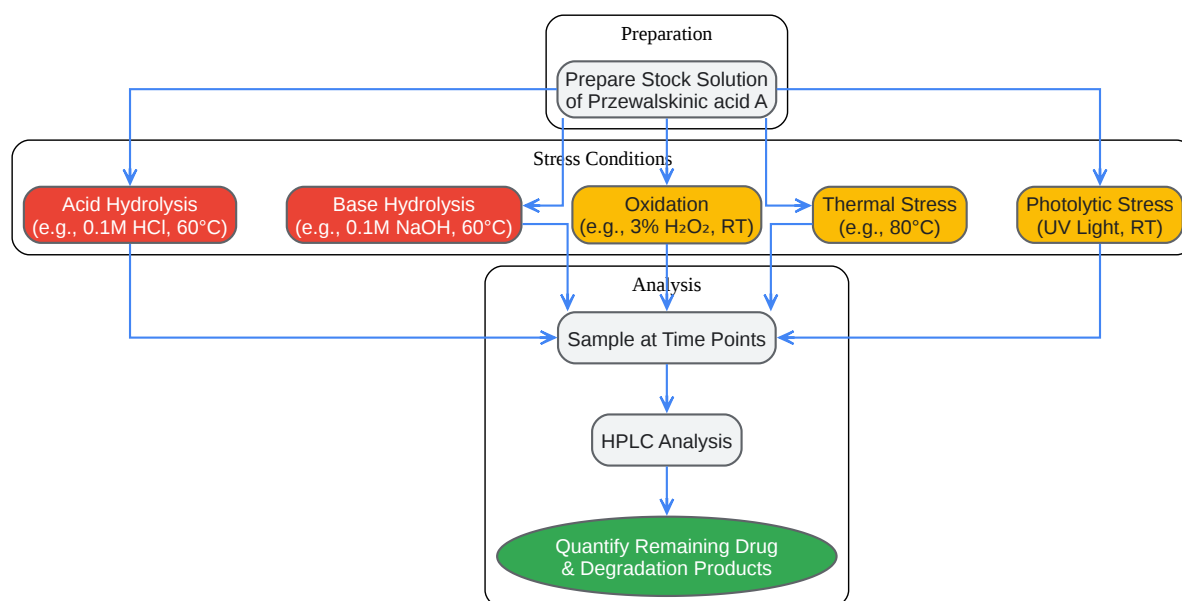 Preparation
Prepare Stock Solution
of Przewalskinic acid A
Stress Conditions
Acid Hydrolysis
(e.g., 0.1M HCl, 60°C)
Base Hydrolysis
(e.g., 0.1M NaOH, 60°C)
Oxidation
(e.g., 3% H₂O₂, RT)
Thermal Stress
(e.g., 80°C)
Photolytic Stress
(UV Light, RT)
Analysis
Sample at Time Points
HPLC Analysis
Quantify Remaining Drug
& Degradation Products